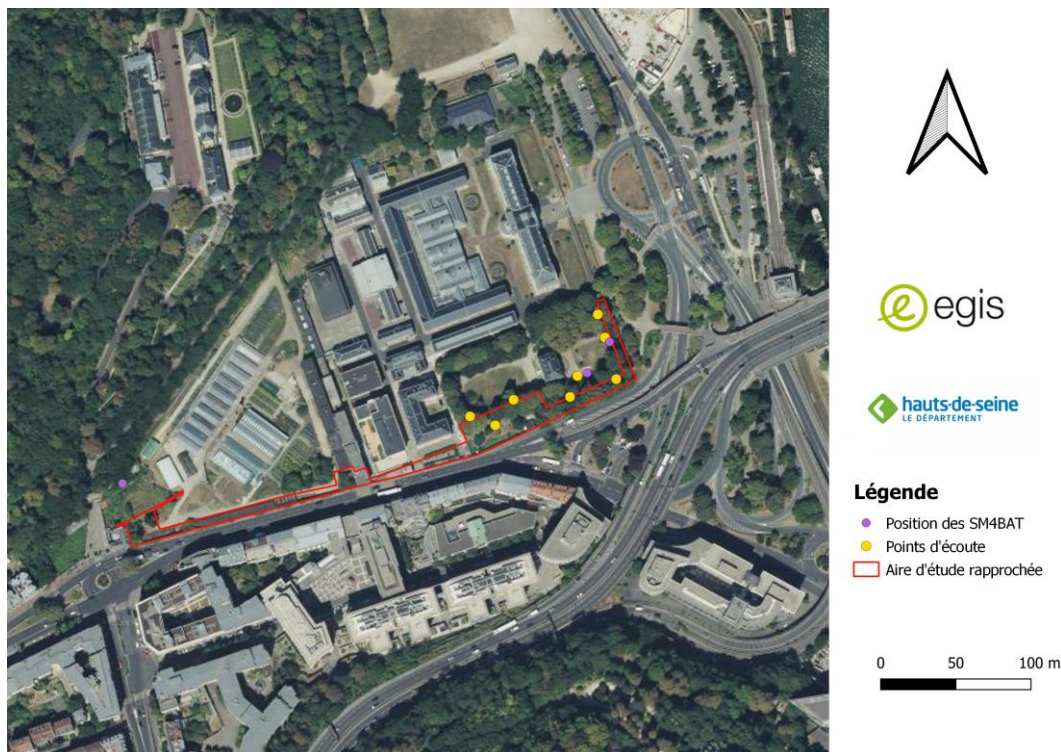 egis
hauts-de-seine
LE DÉPARTEMENT
Légende
Position des SM4BAT
Points d'écoute
Aire d'étude rapprochée
0 50 100 m